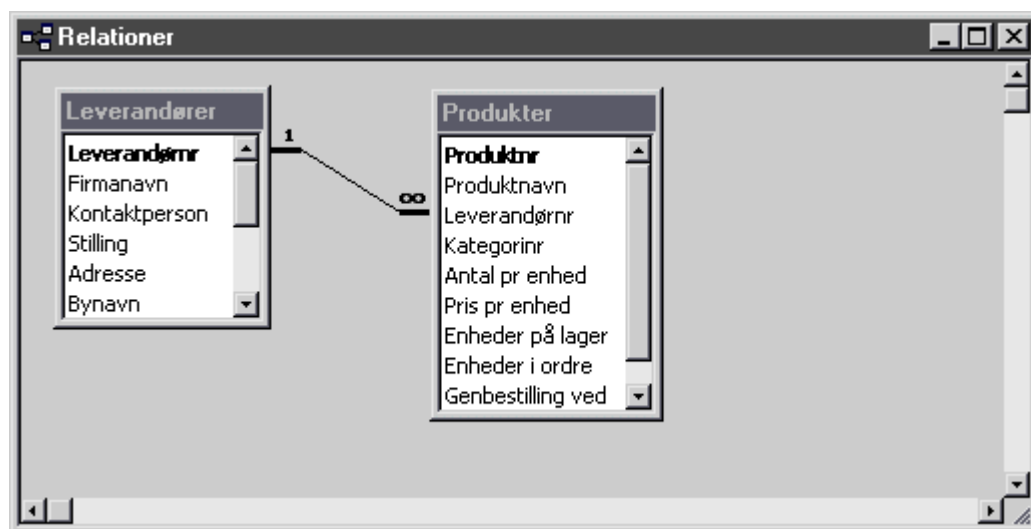 Relationer
Leverandører
Leverandørnr
Firmanavn
Kontaktperson
Stilling
Adresse
Bynavn
1
∞
Produkter
Produktnr
Produktnavn
Leverandørnr
Kategorinr
Antal pr enhed
Pris pr enhed
Enheder på lager
Enheder i ordre
Genbestilling ved